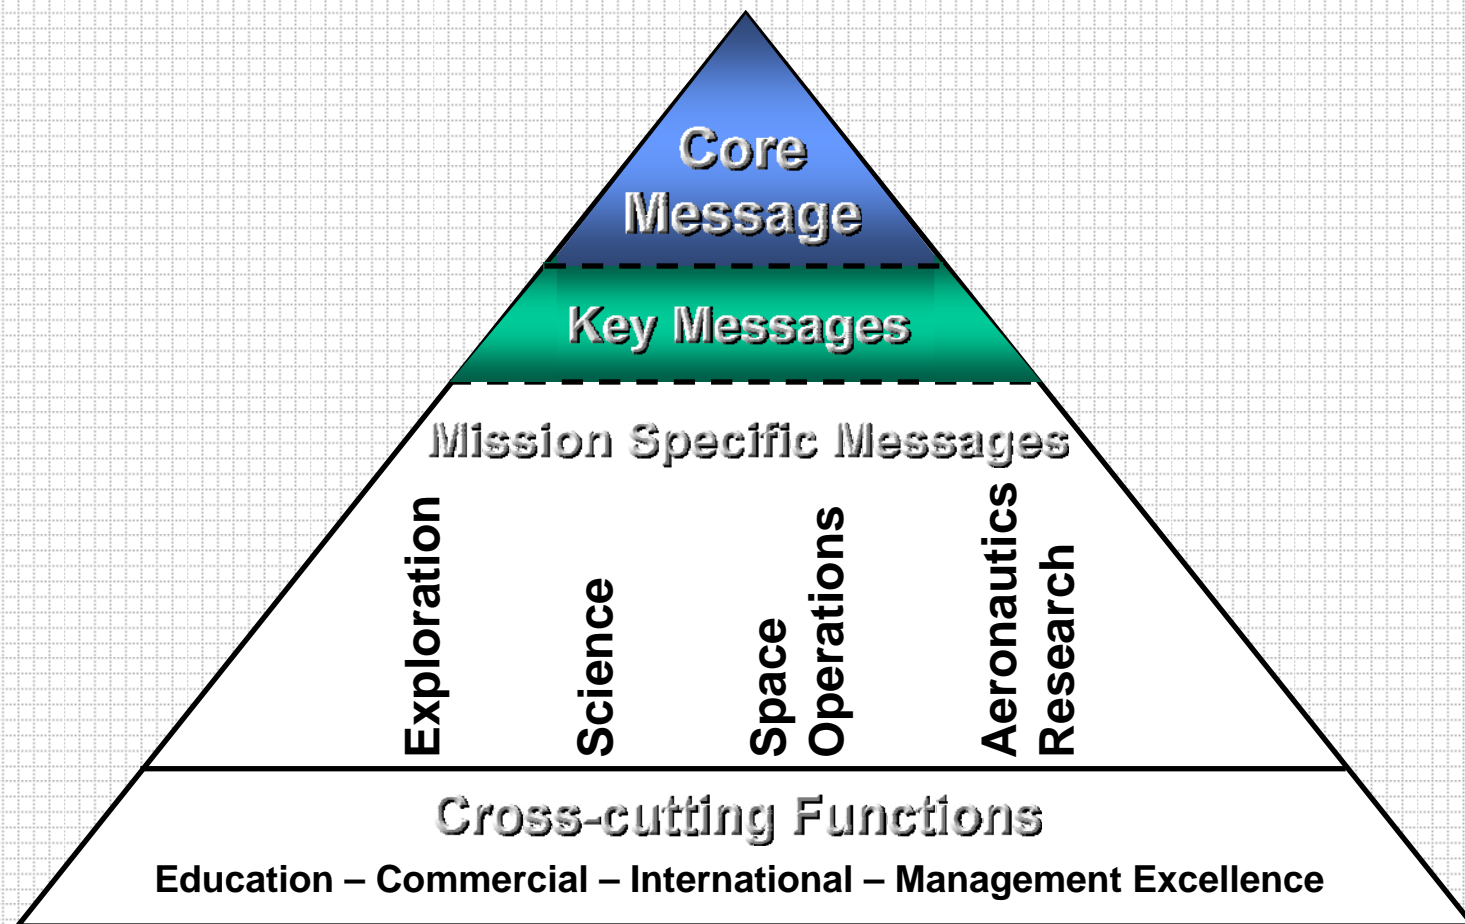 Core
Message
Key Messages
Mission Specific Messages
Exploration
Science
Space
Operations
Aeronautics
Research
Cross-cutting Functions
Education – Commercial – International – Management Excellence